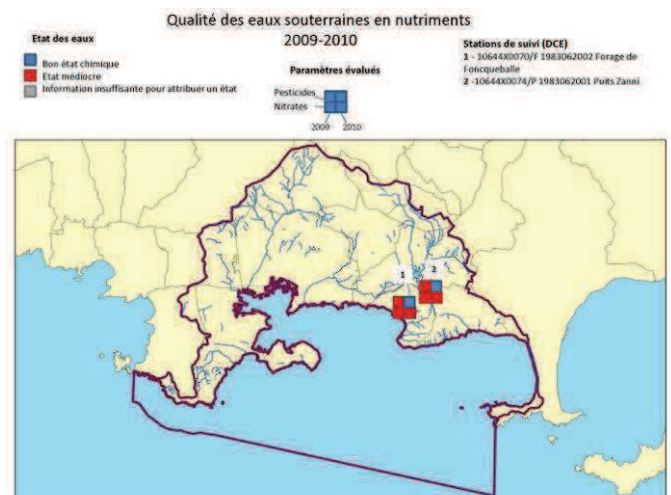 Qualité des eaux souterraines en nutriments
2009-2010
Etat des eaux
Bon état chimique
Etat médiocre
Information insuffisante pour attribuer un état
Paramètres évalués
Pesticides
Nitrates
2009 2010
Stations de suivi (DCE)
1 - 10644X0070/F 1983062002 Forage de
Foncqueballe
2 -10644X0074/P 1983062001 Puits Zanni
1
2